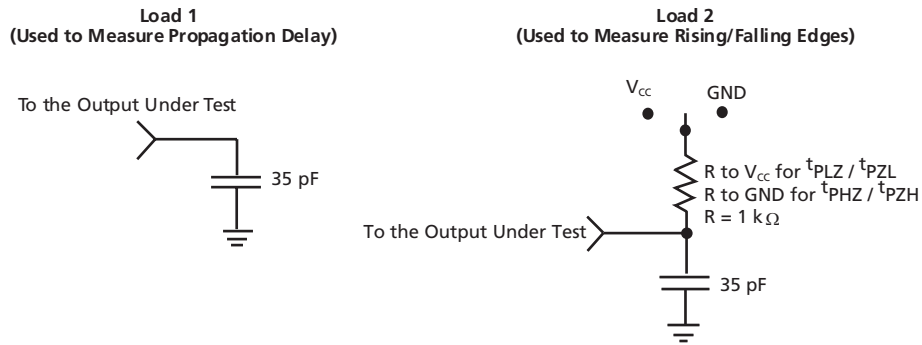 Load 1
(Used to Measure Propagation Delay)
To the Output Under Test
35 pF
Load 2
(Used to Measure Rising/Falling Edges)
VCC
GND
R to VCC for tPLZ / tPZL
R to GND for tPHZ / tPZH
R = 1 kΩ
To the Output Under Test
35 pF